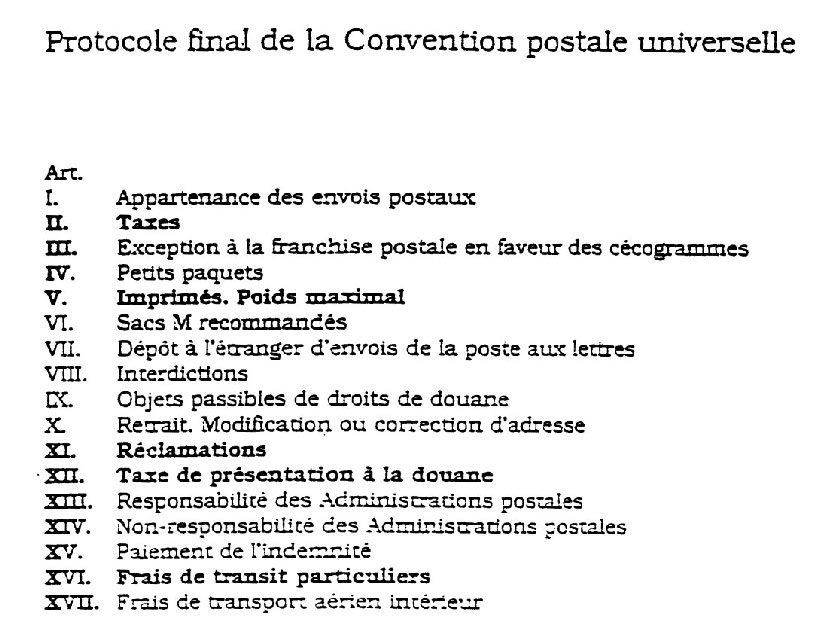 Protocole final de la Convention postale universelle
Art.
I. Appartenance des envois postaux
II. Taxes
III. Exception à la franchise postale en faveur des cécogrammes
IV. Petits paquets
V. Imprimés. Poids maximal
VI. Sacs M recommandés
VII. Dépôt à l'étranger d'envois de la poste aux lettres
VIII. Interdictions
IX. Objets passibles de droits de douane
X. Retrait. Modification ou correction d'adresse
XI. Réclamations
XII. Taxe de présentation à la douane
XIII. Responsabilité des Administrations postales
XIV. Non-responsabilité des Administrations postales
XV. Paiement de l'indemnité
XVI. Frais de transit particuliers
XVII. Frais de transport aérien intérieur